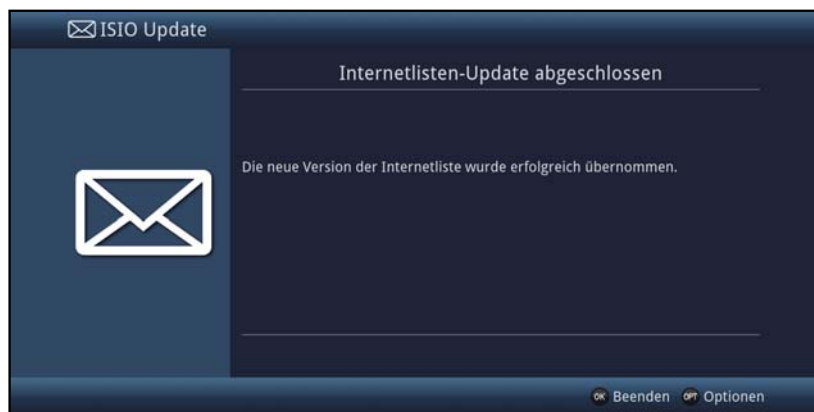 ISIO Update
Internetlisten-Update abgeschlossen
Die neue Version der Internetliste wurde erfolgreich übernommen.
OK Beenden OPT Optionen